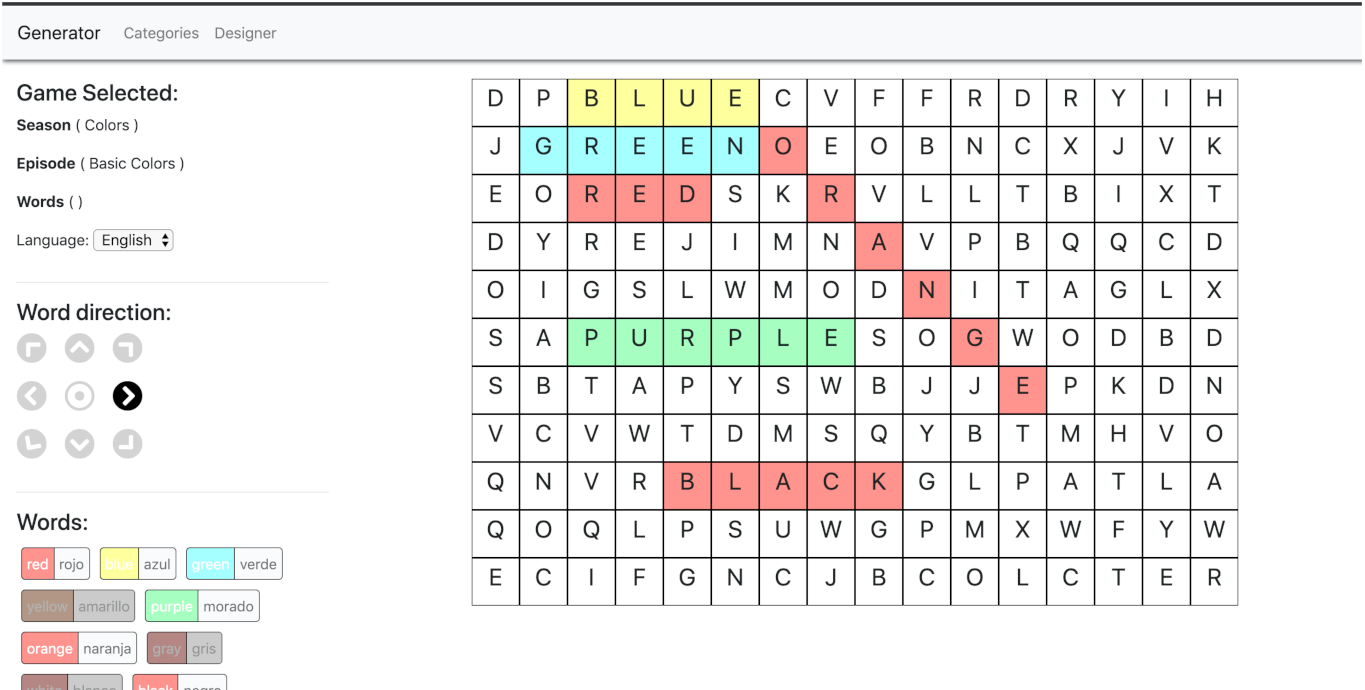 Generator Categories Designer
Game Selected:
Season ( Colors )
Episode ( Basic Colors )
Words ( )
Language: English
Word direction:
Words:
red rojo blue azul green verde
yellow amarillo purple morado
orange naranja gray gris
white blanco black negro
D P B L U E C V F F R D R Y I H
J G R E E N O E O B N C X J V K
E O R E D S K R V L L T B I X T
D Y R E J I M N A V P B Q Q C D
O I G S L W M O D N I T A G L X
S A P U R P L E S O G W O D B D
S B T A P Y S W B J J E P K D N
V C V W T D M S Q Y B T M H V O
Q N V R B L A C K G L P A T L A
Q O Q L P S U W G P M X W F Y W
E C I F G N C J B C O L C T E R